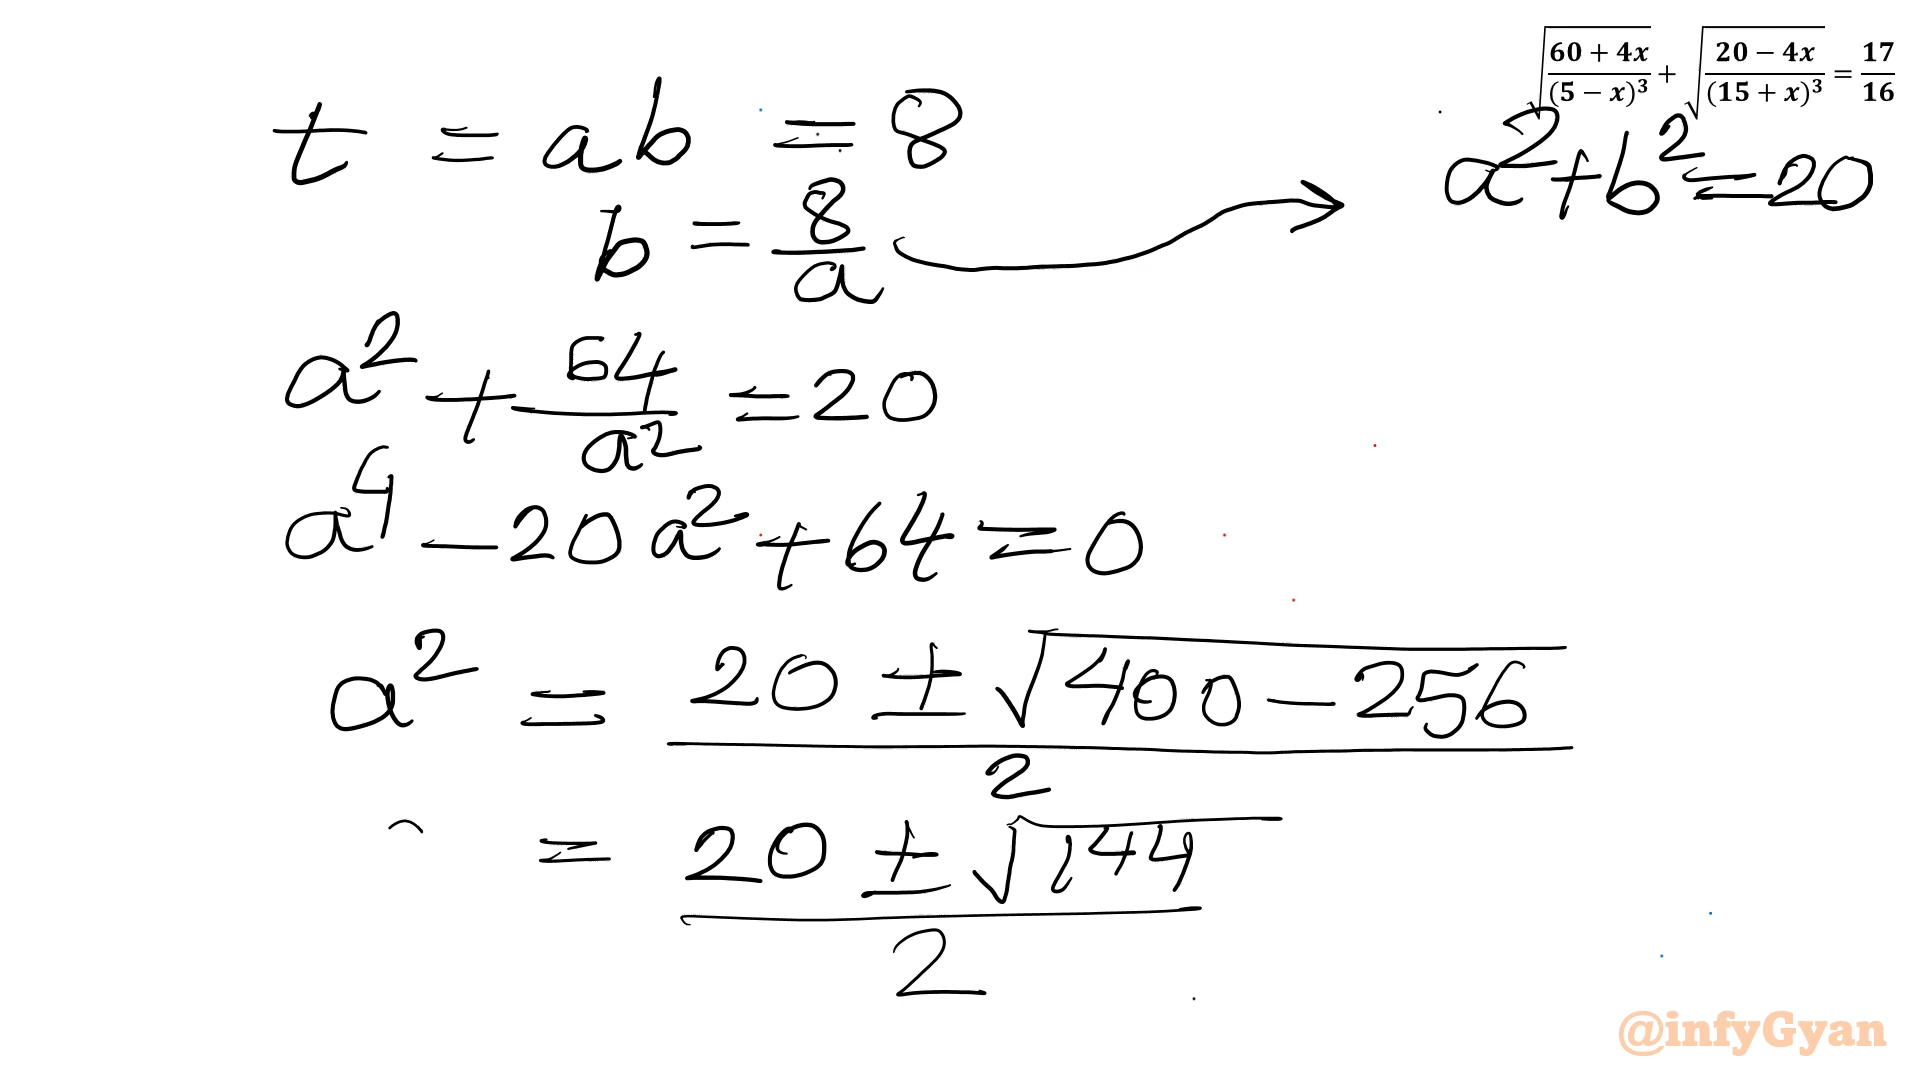 √((60 + 4x)/(5 − x)³) + √((20 − 4x)/(15 + x)³) = 17/16
t = ab = 8
a² + b² = 20
b = 8/a
a² + 64/a² = 20
a⁴ − 20a² + 64 = 0
a² = (20 ± √(400 − 256))/2
= (20 ± √144)/2
@infyGyan